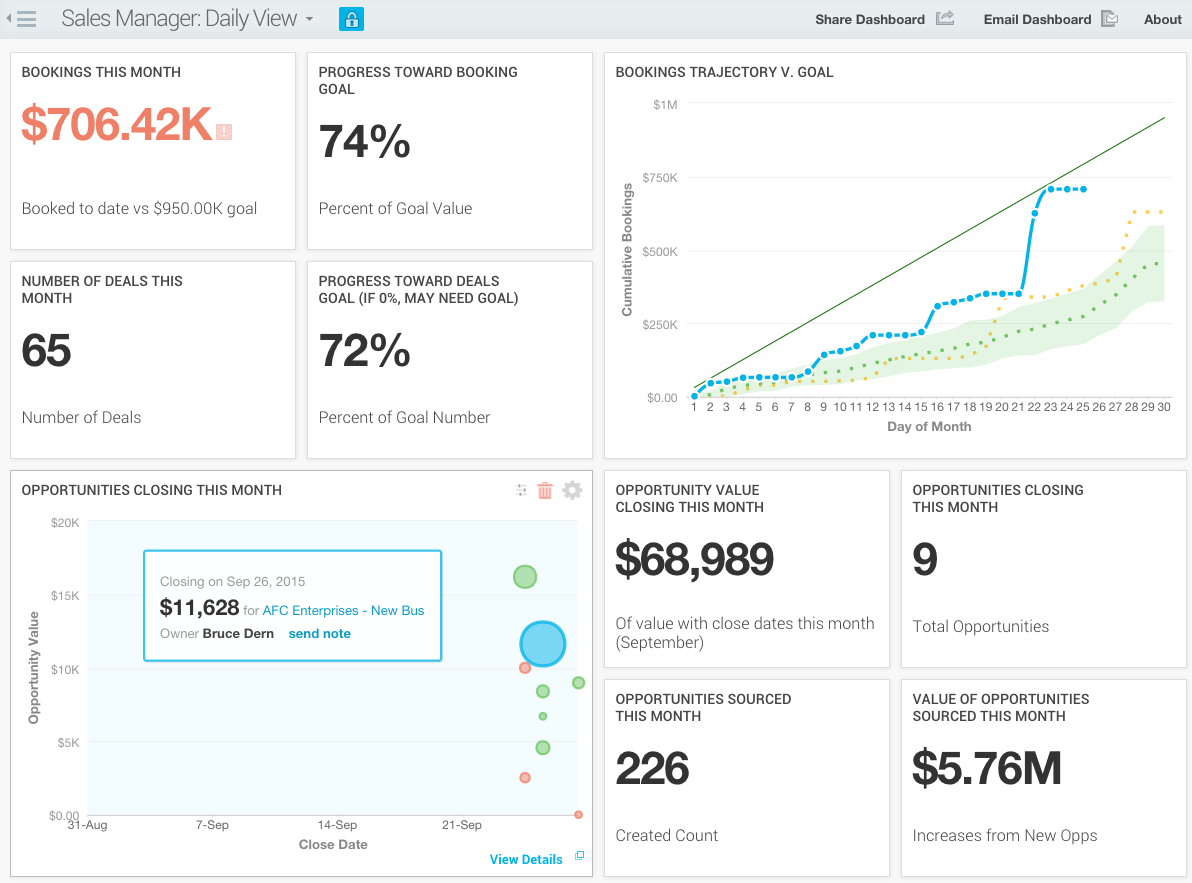 Sales Manager: Daily View
Share Dashboard
Email Dashboard
About
BOOKINGS THIS MONTH
$706.42K
!
Booked to date vs $950.00K goal
PROGRESS TOWARD BOOKING
GOAL
74%
Percent of Goal Value
BOOKINGS TRAJECTORY V. GOAL
$1M
$750K
$500K
$250K
$0.00
Cumulative Bookings
1 2 3 4 5 6 7 8 9 10 11 12 13 14 15 16 17 18 19 20 21 22 23 24 25 26 27 28 29 30
Day of Month
NUMBER OF DEALS THIS
MONTH
65
Number of Deals
PROGRESS TOWARD DEALS
GOAL (IF 0%, MAY NEED GOAL)
72%
Percent of Goal Number
OPPORTUNITIES CLOSING THIS MONTH
$20K
$15K
$10K
$5K
$0.00
Opportunity Value
Closing on Sep 26, 2015
$11,628 for AFC Enterprises - New Bus
Owner Bruce Dern send note
31-Aug 7-Sep 14-Sep 21-Sep
Close Date
View Details
OPPORTUNITY VALUE
CLOSING THIS MONTH
$68,989
Of value with close dates this month
(September)
OPPORTUNITIES CLOSING
THIS MONTH
9
Total Opportunities
OPPORTUNITIES SOURCED
THIS MONTH
226
Created Count
VALUE OF OPPORTUNITIES
SOURCED THIS MONTH
$5.76M
Increases from New Opps